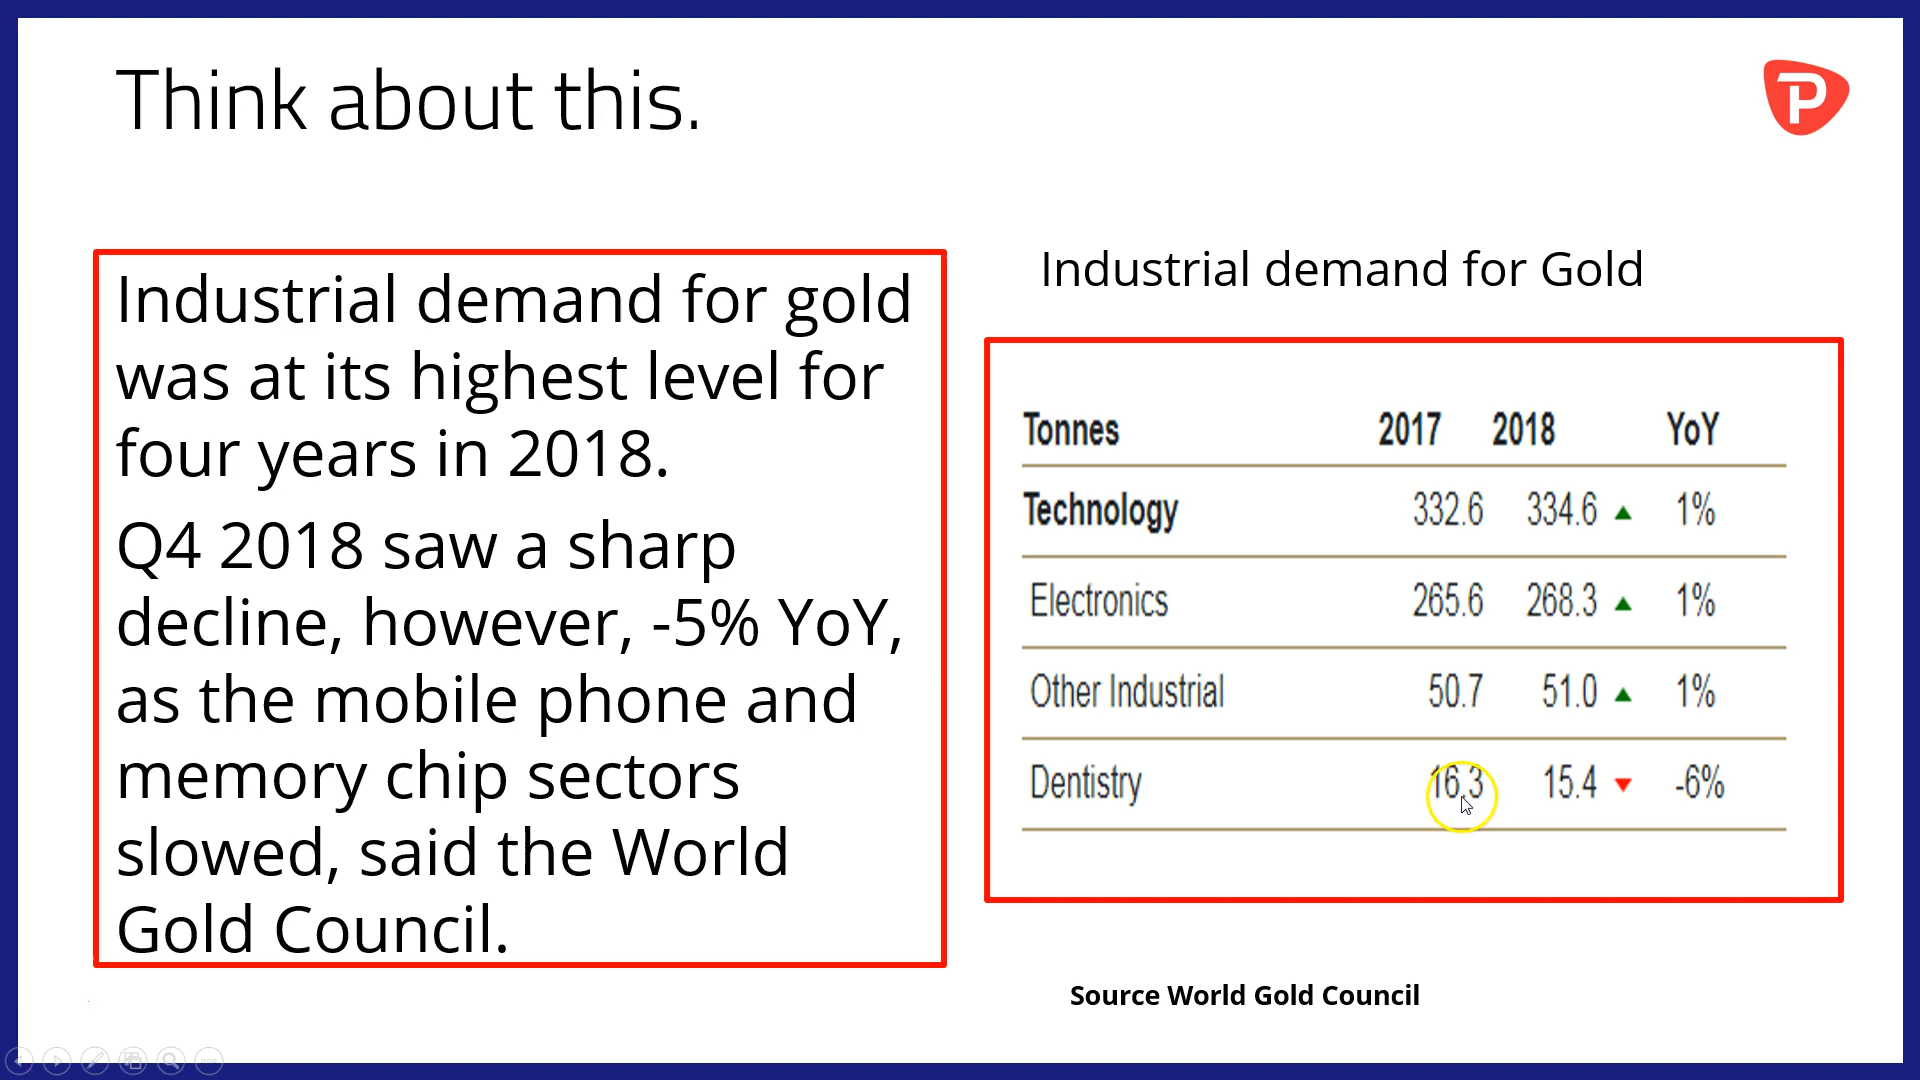 Think about this.
P
Industrial demand for gold
was at its highest level for
four years in 2018.
Q4 2018 saw a sharp
decline, however, -5% YoY,
as the mobile phone and
memory chip sectors
slowed, said the World
Gold Council.
Industrial demand for Gold
Tonnes 2017 2018 YoY
Technology 332.6 334.6 1%
Electronics 265.6 268.3 1%
Other Industrial 50.7 51.0 1%
Dentistry 16.3 15.4 -6%
Source World Gold Council